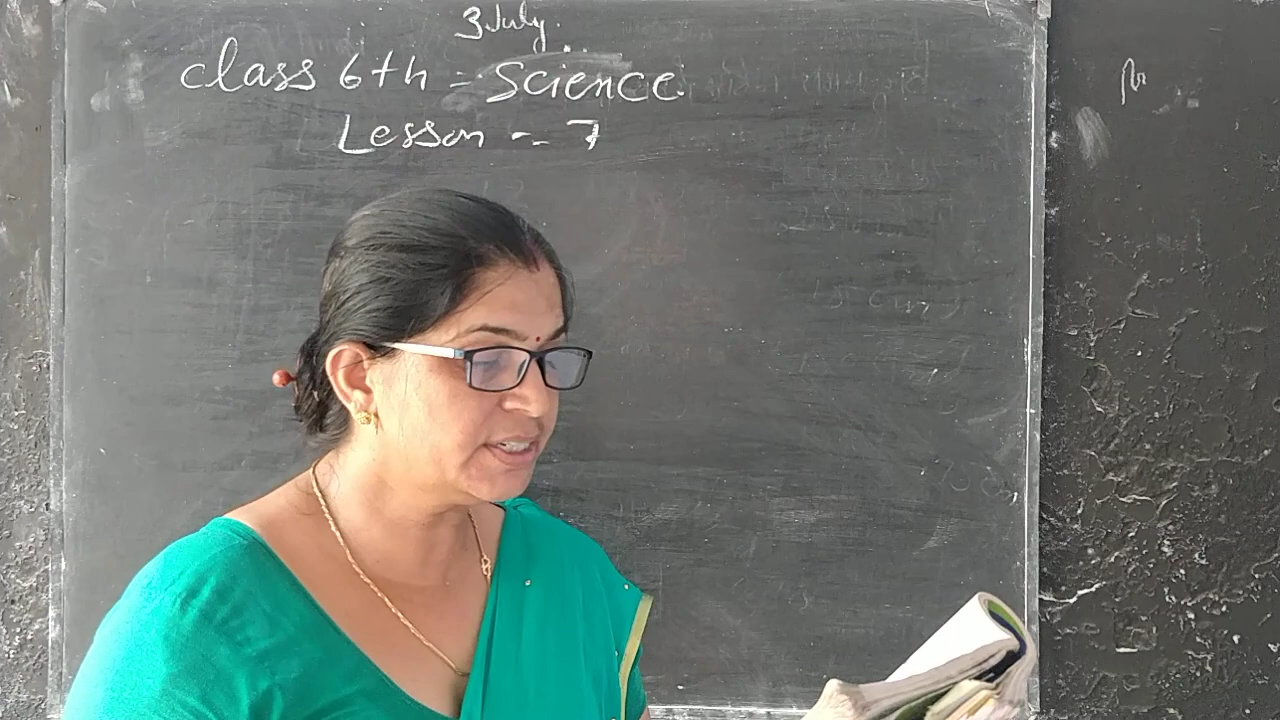 3 July.
Class 6th = Science.
Lesson - 7